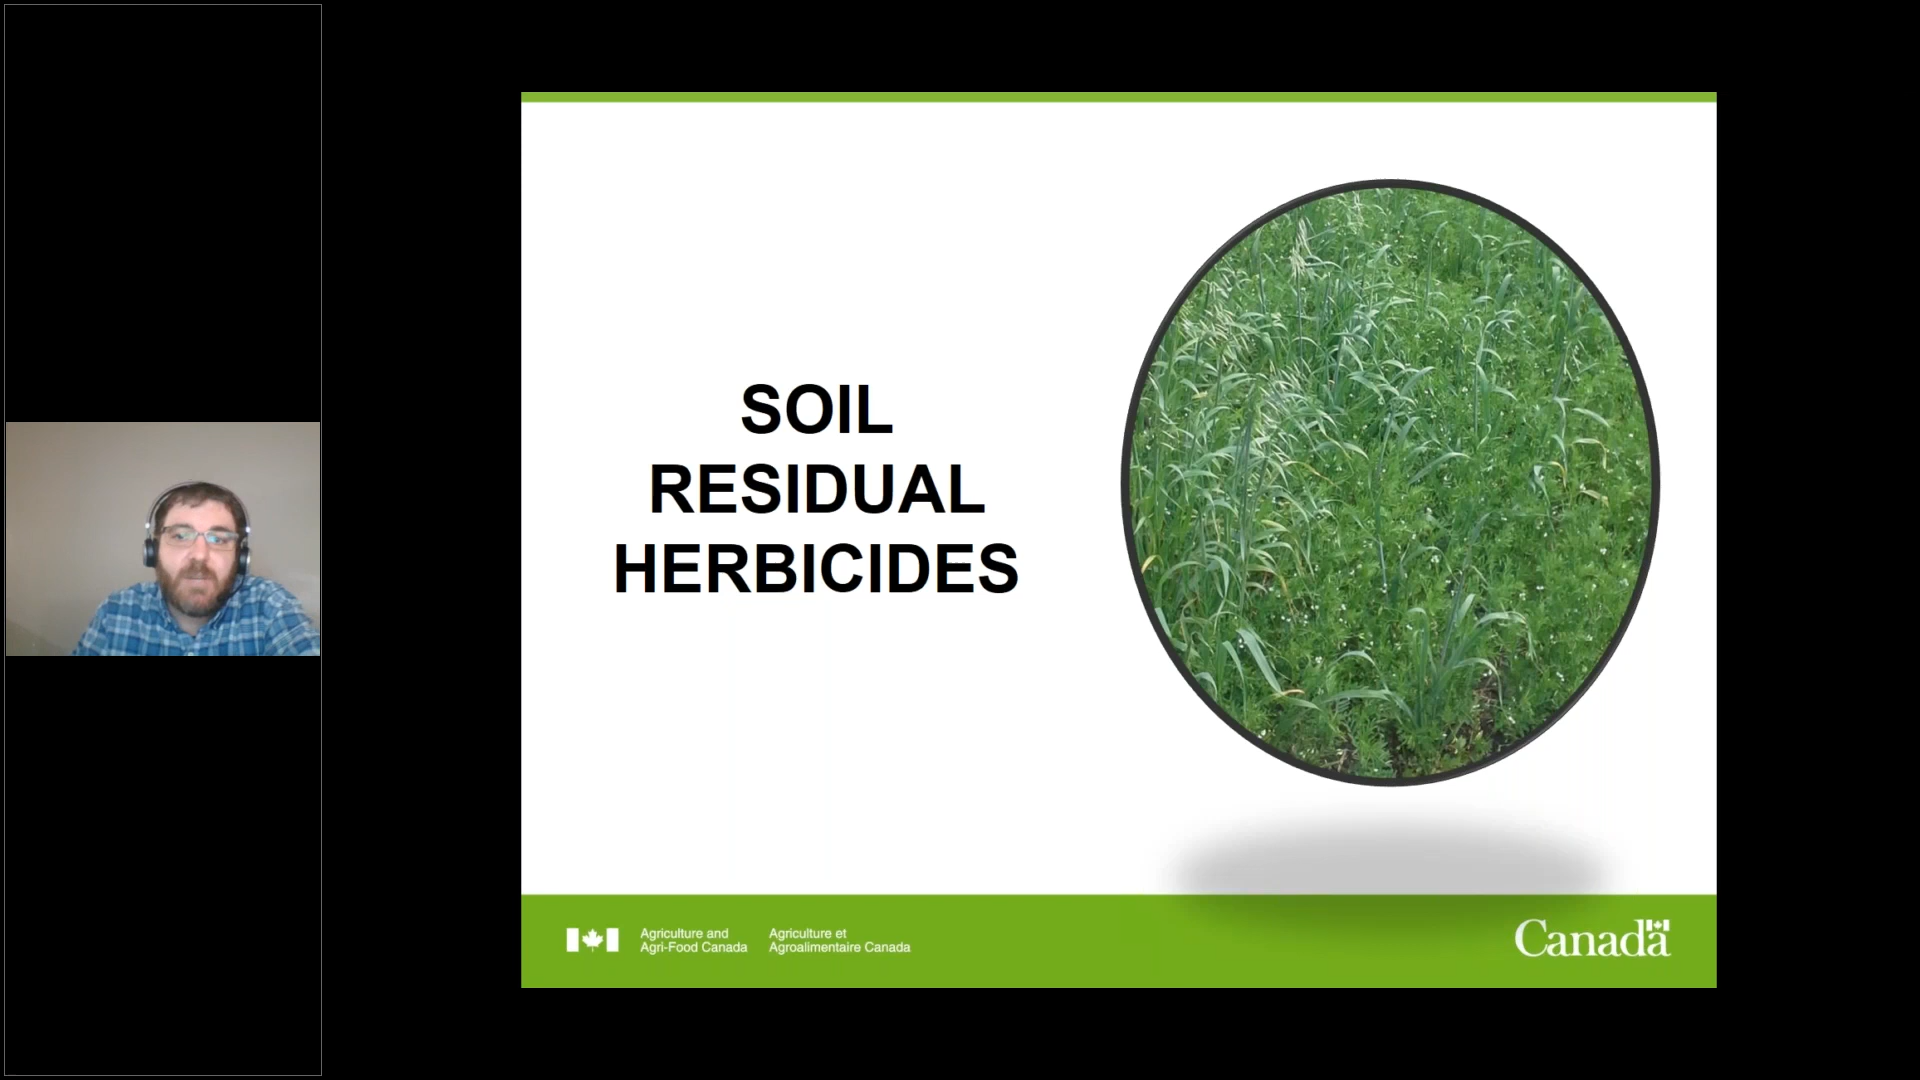 SOIL
RESIDUAL
HERBICIDES
Agriculture and
Agri-Food Canada
Agriculture et
Agroalimentaire Canada
Canada